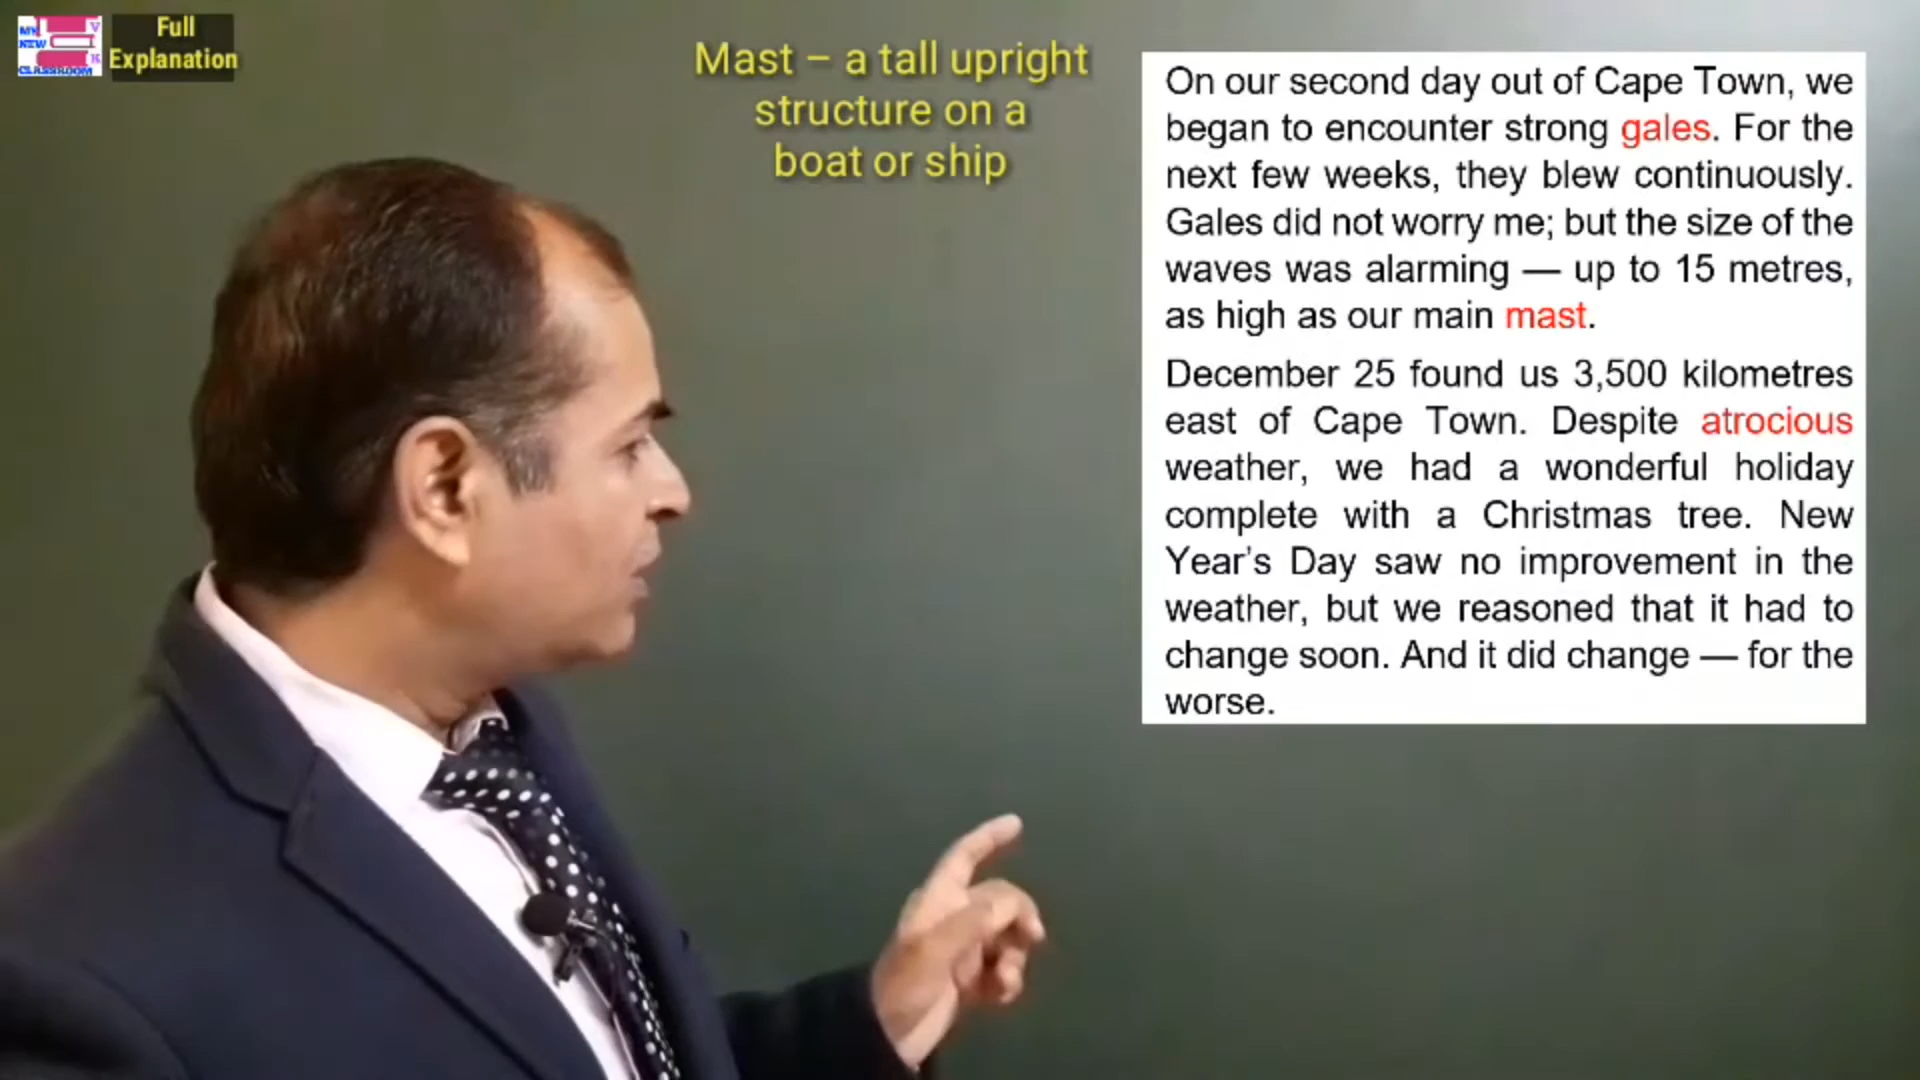 MY
NEW
CLASSROOM
V
K
Full
Explanation
Mast – a tall upright
structure on a
boat or ship
On our second day out of Cape Town, we
began to encounter strong gales. For the
next few weeks, they blew continuously.
Gales did not worry me; but the size of the
waves was alarming — up to 15 metres,
as high as our main mast.
December 25 found us 3,500 kilometres
east of Cape Town. Despite atrocious
weather, we had a wonderful holiday
complete with a Christmas tree. New
Year’s Day saw no improvement in the
weather, but we reasoned that it had to
change soon. And it did change — for the
worse.